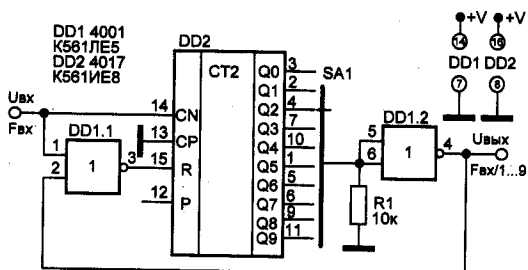 DD1 4001
К561ЛЕ5
DD2 4017
К561ИЕ8
DD2
CT2
+V
+V
14
16
DD1
DD2
7
8
Uвх
Fвх
14
CN
13
CP
15
R
12
P
DD1.1
1
2
1
3
Q0
3
Q1
2
Q2
4
Q3
7
Q4
10
Q5
1
Q6
5
Q7
6
Q8
9
Q9
11
SA1
DD1.2
5
6
1
4
R1
10к
Uвых
Fвх/1...9